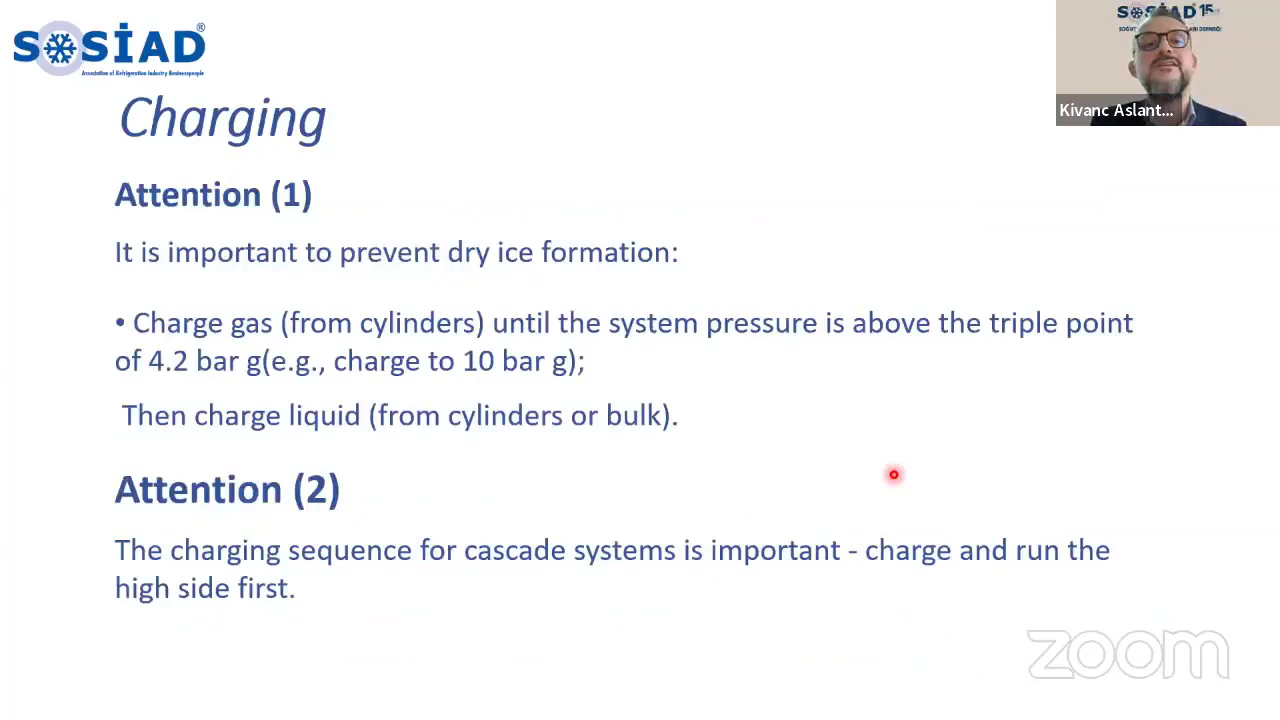 SOSİAD®
Association of Refrigeration Industry Businesspeople
SOSİAD 15
Kivanc Aslant...
Charging
Attention (1)
It is important to prevent dry ice formation:
• Charge gas (from cylinders) until the system pressure is above the triple point
of 4.2 bar g(e.g., charge to 10 bar g);
Then charge liquid (from cylinders or bulk).
Attention (2)
The charging sequence for cascade systems is important - charge and run the
high side first.
zoom